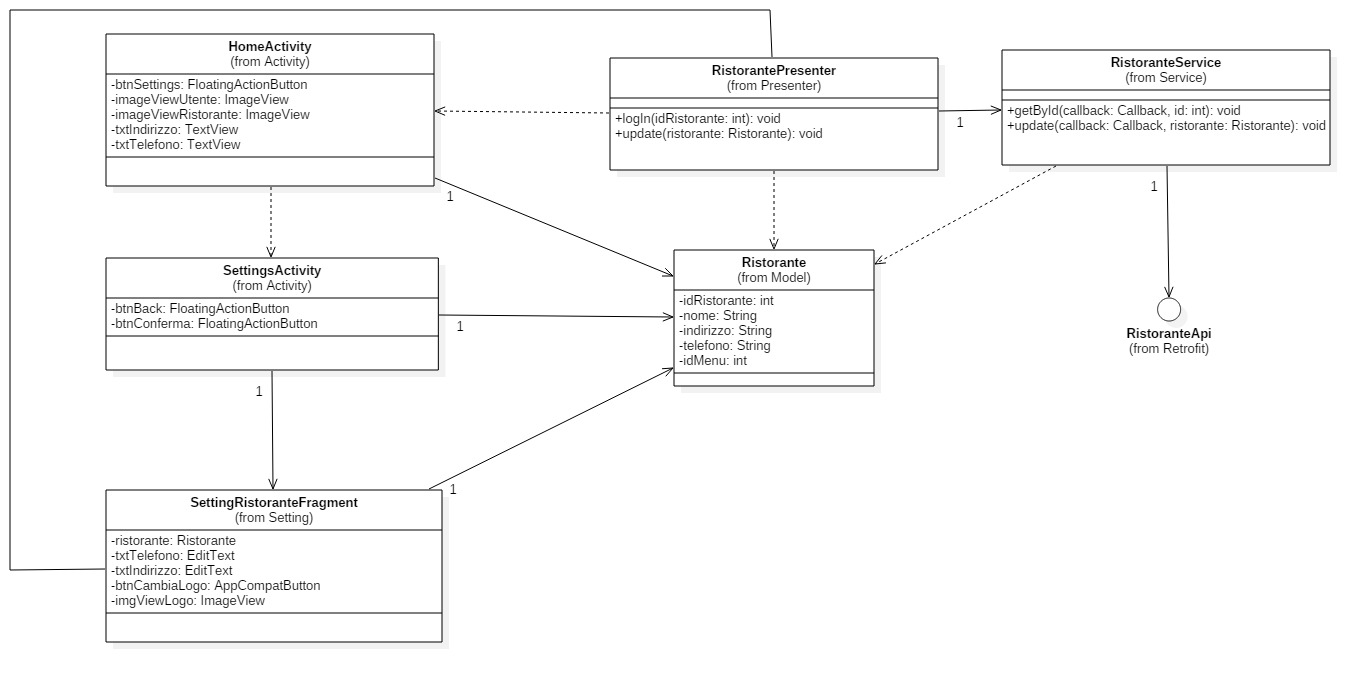 HomeActivity
(from Activity)
-btnSettings: FloatingActionButton
-imageViewUtente: ImageView
-imageViewRistorante: ImageView
-txtIndirizzo: TextView
-txtTelefono: TextView
RistorantePresenter
(from Presenter)
+logIn(idRistorante: int): void
+update(ristorante: Ristorante): void
1
RistoranteService
(from Service)
+getById(callback: Callback, id: int): void
+update(callback: Callback, ristorante: Ristorante): void
1
1
SettingsActivity
(from Activity)
-btnBack: FloatingActionButton
-btnConferma: FloatingActionButton
1
1
Ristorante
(from Model)
-idRistorante: int
-nome: String
-indirizzo: String
-telefono: String
-idMenu: int
RistoranteApi
(from Retrofit)
SettingRistoranteFragment
(from Setting)
-ristorante: Ristorante
-txtTelefono: EditText
-txtIndirizzo: EditText
-btnCambiaLogo: AppCompatButton
-imgViewLogo: ImageView
1